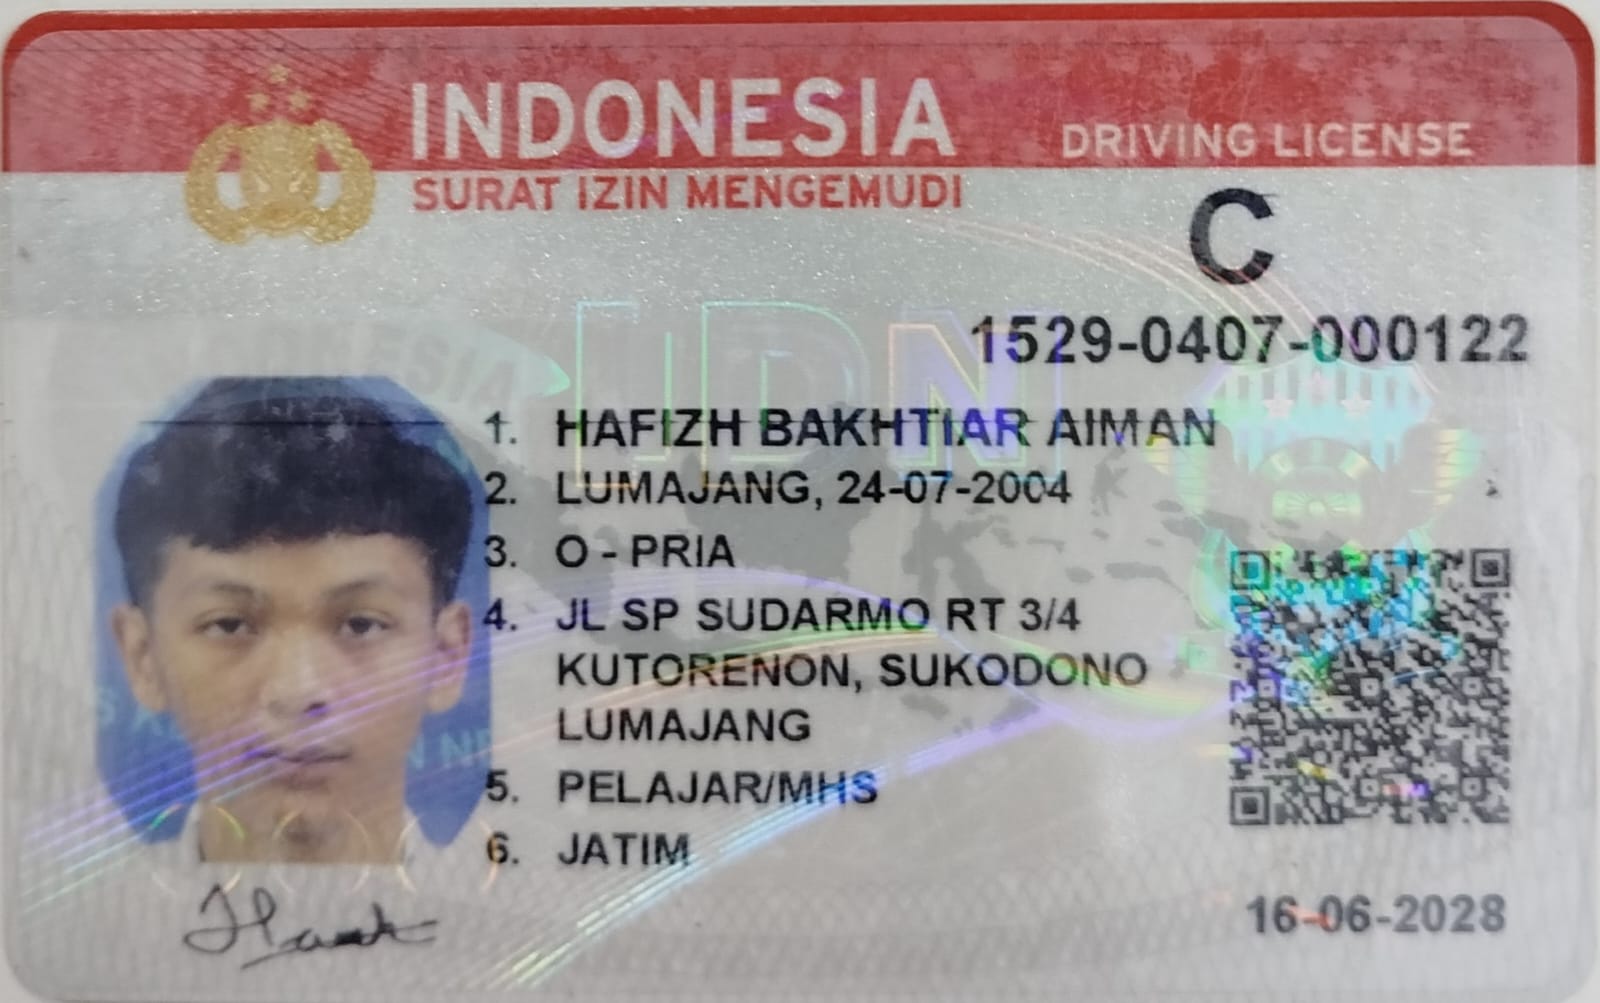 INDONESIA
DRIVING LICENSE
SURAT IZIN MENGEMUDI
C
1529-0407-000122
1. HAFIZH BAKHTIAR AIMAN
2. LUMAJANG, 24-07-2004
3. O - PRIA
4. JL SP SUDARMO RT 3/4
KUTORENON, SUKODONO
LUMAJANG
5. PELAJAR/MHS
6. JATIM
16-06-2028
IDN